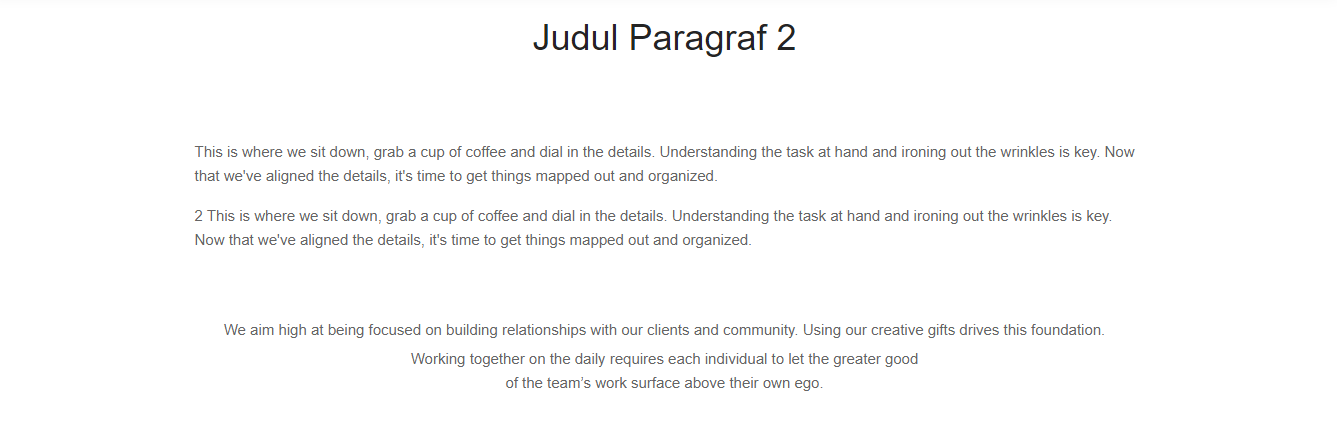 Judul Paragraf 2
This is where we sit down, grab a cup of coffee and dial in the details. Understanding the task at hand and ironing out the wrinkles is key. Now
that we've aligned the details, it's time to get things mapped out and organized.
2 This is where we sit down, grab a cup of coffee and dial in the details. Understanding the task at hand and ironing out the wrinkles is key.
Now that we've aligned the details, it's time to get things mapped out and organized.
We aim high at being focused on building relationships with our clients and community. Using our creative gifts drives this foundation.
Working together on the daily requires each individual to let the greater good
of the team’s work surface above their own ego.